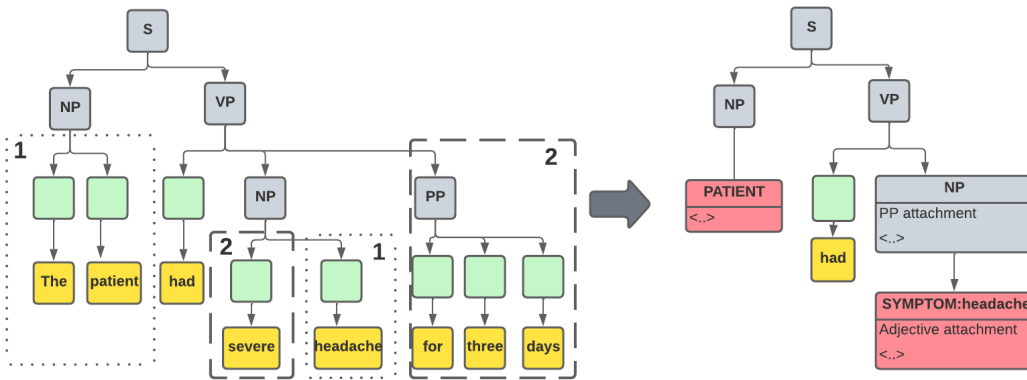 S
NP
VP
1
NP
PP
2
2
1
The
patient
had
severe
headache
for
three
days
S
NP
VP
PATIENT
<..>
NP
PP attachment
<..>
had
SYMPTOM:headache
Adjective attachment
<..>